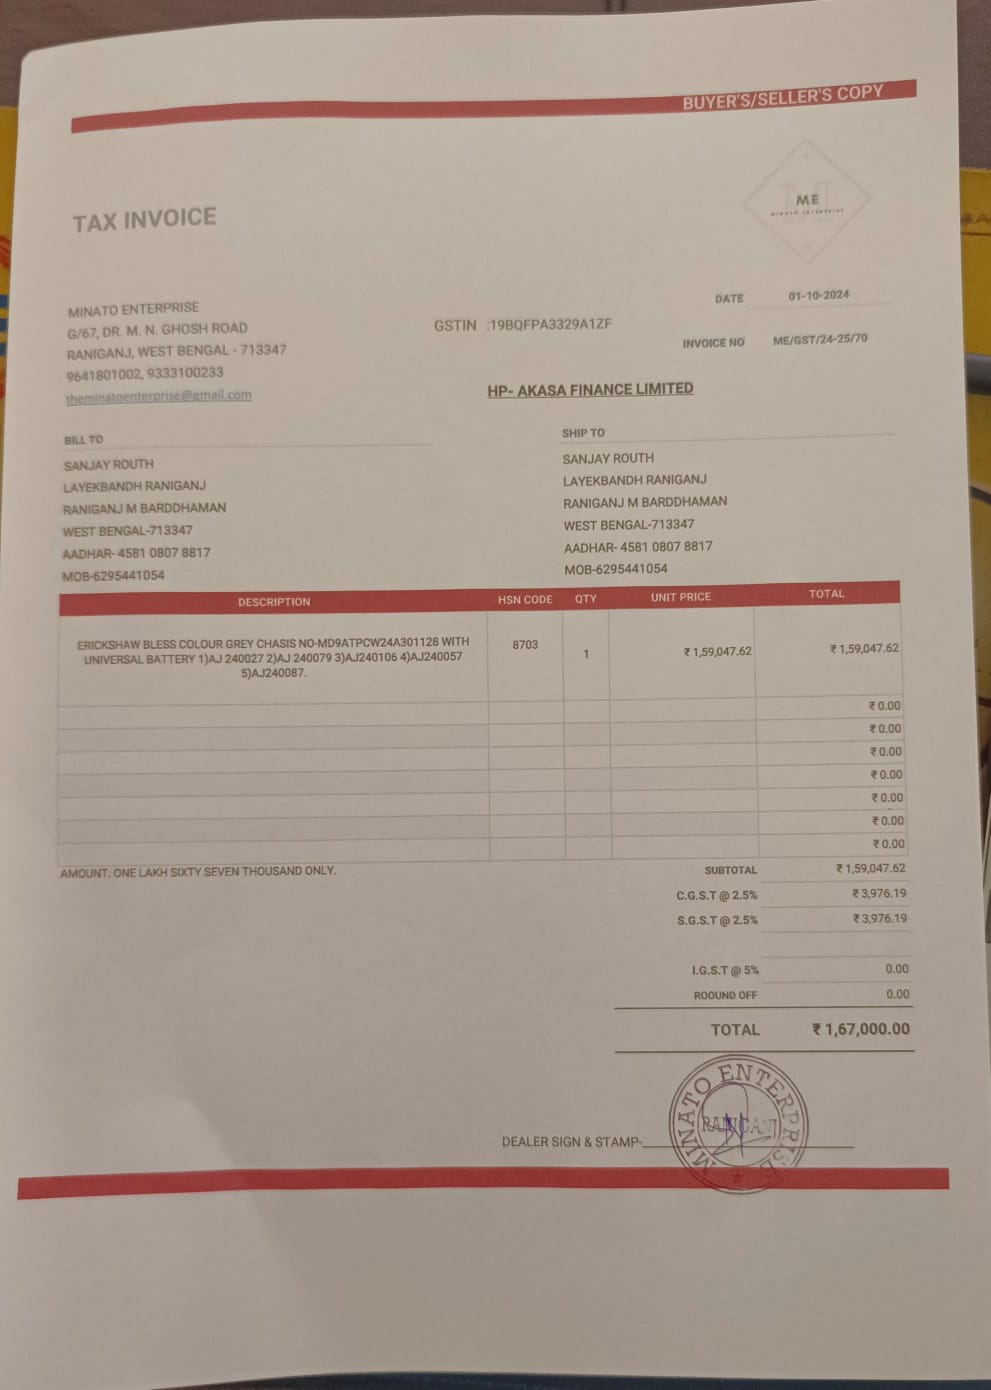 BUYER'S/SELLER'S COPY
ME
MINATO ENTERPRISE
TAX INVOICE
DATE 01-10-2024
MINATO ENTERPRISE
G/67, DR. M. N. GHOSH ROAD
GSTIN :19BQFPA3329A1ZF
RANIGANJ, WEST BENGAL - 713347
INVOICE NO ME/GST/24-25/70
9641801002, 9333100233
theminatoenterprise@gmail.com
HP- AKASA FINANCE LIMITED
BILL TO
SANJAY ROUTH
LAYEKBANDH RANIGANJ
RANIGANJ M BARDDHAMAN
WEST BENGAL-713347
AADHAR- 4581 0807 8817
MOB-6295441054
SHIP TO
SANJAY ROUTH
LAYEKBANDH RANIGANJ
RANIGANJ M BARDDHAMAN
WEST BENGAL-713347
AADHAR- 4581 0807 8817
MOB-6295441054
DESCRIPTION HSN CODE QTY UNIT PRICE TOTAL
ERICKSHAW BLESS COLOUR GREY CHASIS NO-MD9ATPCW24A301128 WITH
UNIVERSAL BATTERY 1)AJ 240027 2)AJ 240079 3)AJ240106 4)AJ240057
5)AJ240087.
8703 1 ₹ 1,59,047.62 ₹ 1,59,047.62
₹ 0.00
₹ 0.00
₹ 0.00
₹ 0.00
₹ 0.00
₹ 0.00
₹ 0.00
AMOUNT: ONE LAKH SIXTY SEVEN THOUSAND ONLY.
SUBTOTAL ₹ 1,59,047.62
C.G.S.T @ 2.5% ₹ 3,976.19
S.G.S.T @ 2.5% ₹ 3,976.19
I.G.S.T @ 5% 0.00
ROOUND OFF 0.00
TOTAL ₹ 1,67,000.00
MINATO ENTERPRISE
RANIGANJ
DEALER SIGN & STAMP-